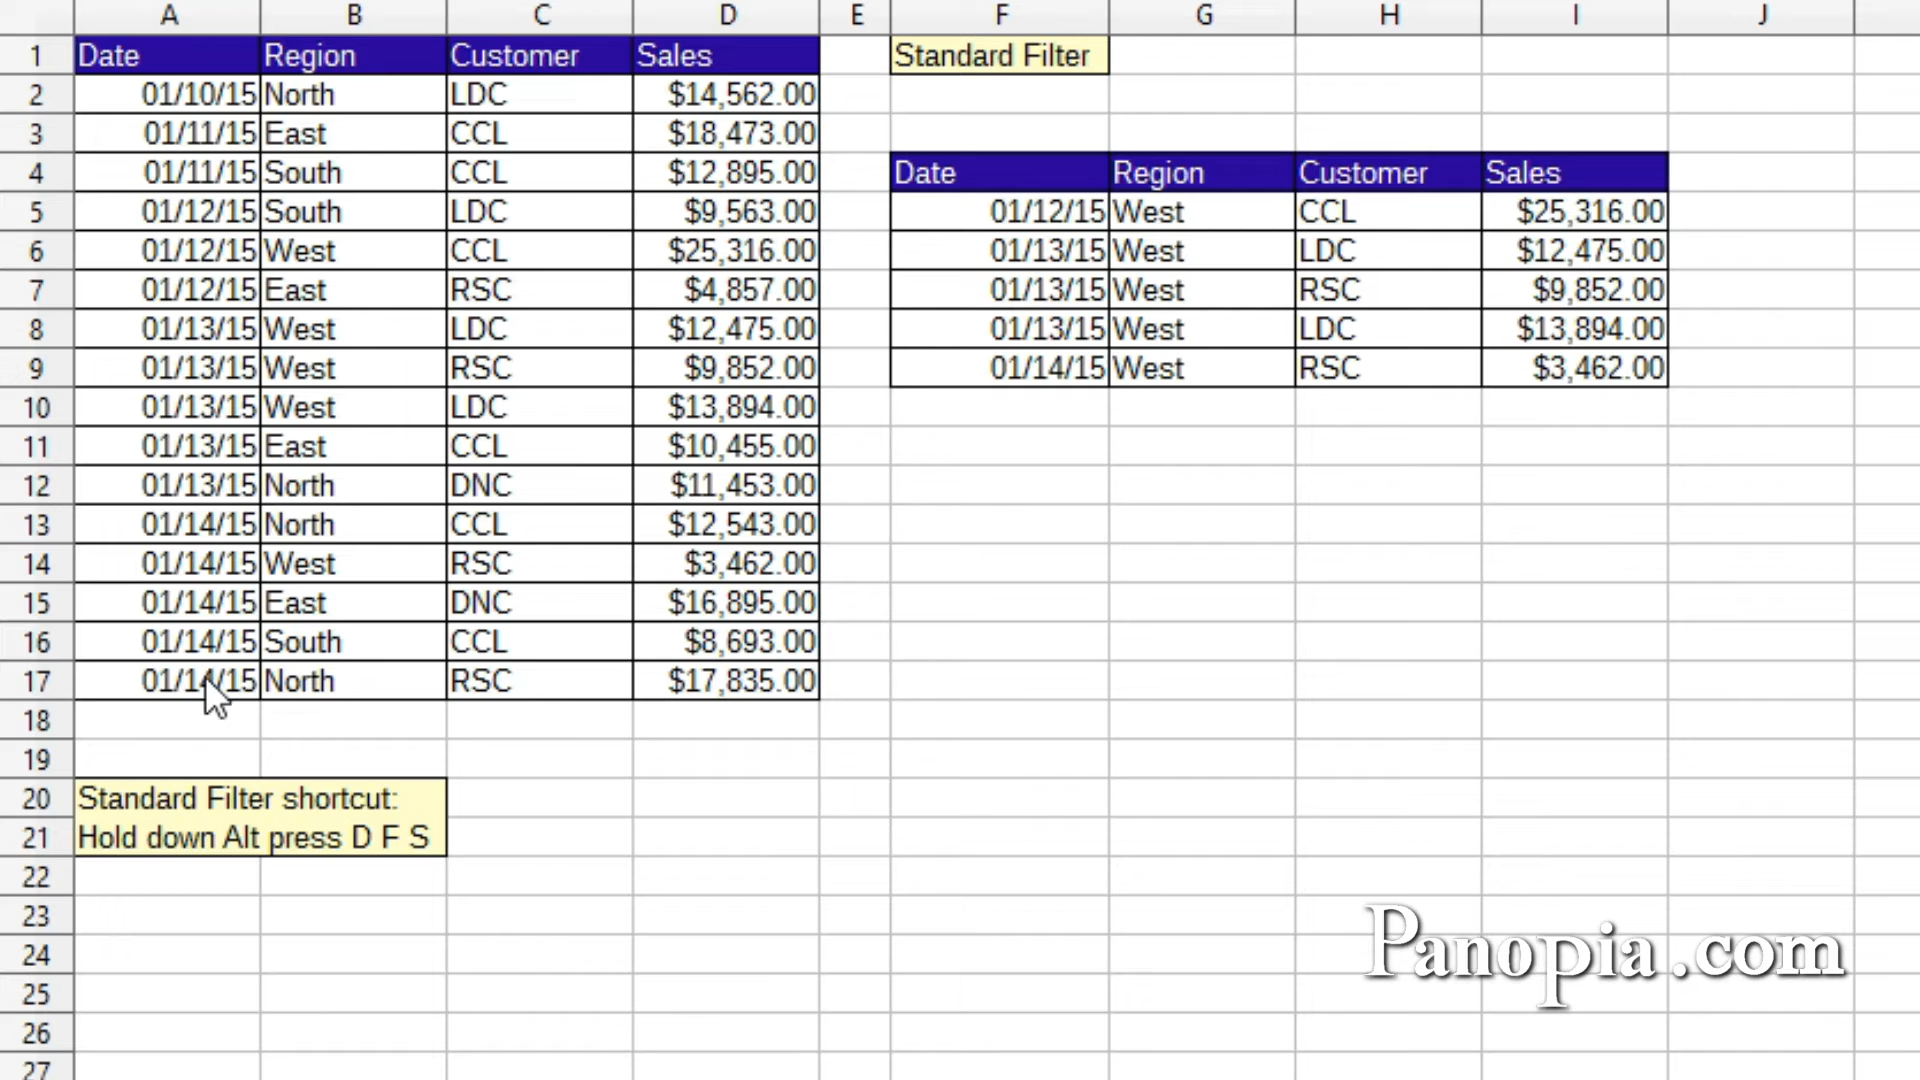 A B C D E F G H I J
1 Date Region Customer Sales Standard Filter
2 01/10/15 North LDC $14,562.00
3 01/11/15 East CCL $18,473.00
4 01/11/15 South CCL $12,895.00 Date Region Customer Sales
5 01/12/15 South LDC $9,563.00 01/12/15 West CCL $25,316.00
6 01/12/15 West CCL $25,316.00 01/13/15 West LDC $12,475.00
7 01/12/15 East RSC $4,857.00 01/13/15 West RSC $9,852.00
8 01/13/15 West LDC $12,475.00 01/13/15 West LDC $13,894.00
9 01/13/15 West RSC $9,852.00 01/14/15 West RSC $3,462.00
10 01/13/15 West LDC $13,894.00
11 01/13/15 East CCL $10,455.00
12 01/13/15 North DNC $11,453.00
13 01/14/15 North CCL $12,543.00
14 01/14/15 West RSC $3,462.00
15 01/14/15 East DNC $16,895.00
16 01/14/15 South CCL $8,693.00
17 01/14/15 North RSC $17,835.00
18
19
20 Standard Filter shortcut:
21 Hold down Alt press D F S
22
23
24
25
26
27
Panopia.com